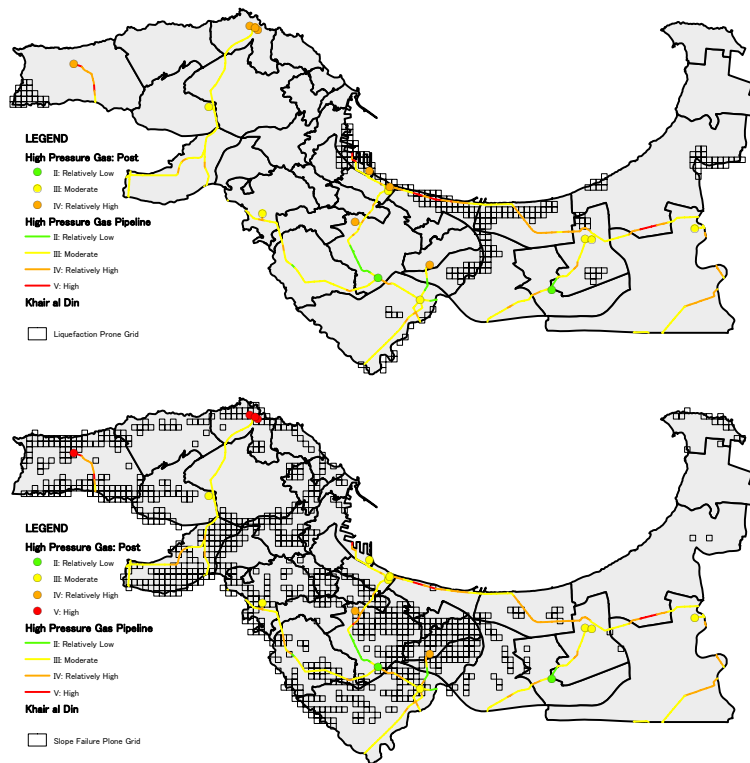 LEGEND
High Pressure Gas: Post
II: Relatively Low
III: Moderate
IV: Relatively High
High Pressure Gas Pipeline
II: Relatively Low
III: Moderate
IV: Relatively High
V: High
Khair al Din
Liquefaction Prone Grid
LEGEND
High Pressure Gas: Post
II: Relatively Low
III: Moderate
IV: Relatively High
V: High
High Pressure Gas Pipeline
II: Relatively Low
III: Moderate
IV: Relatively High
V: High
Khair al Din
Slope Failure Plone Grid